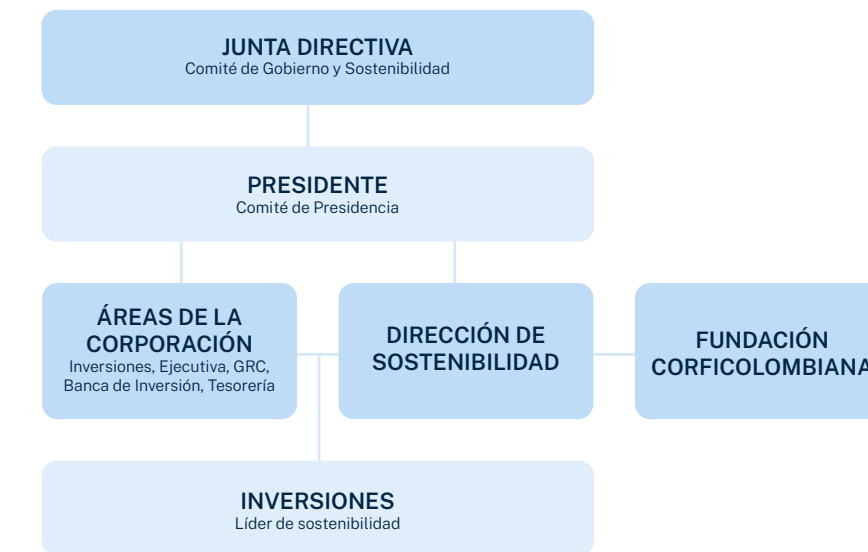 JUNTA DIRECTIVA
Comité de Gobierno y Sostenibilidad
PRESIDENTE
Comité de Presidencia
ÁREAS DE LA
CORPORACIÓN
Inversiones, Ejecutiva, GRC,
Banca de Inversión, Tesorería
DIRECCIÓN DE
SOSTENIBILIDAD
FUNDACIÓN
CORFICOLOMBIANA
INVERSIONES
Líder de sostenibilidad